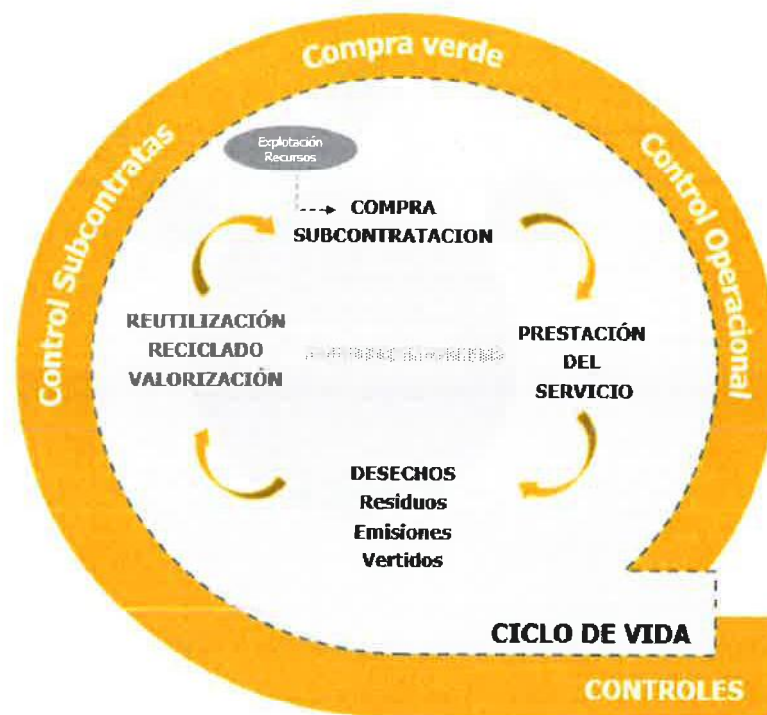 Compra verde
Control Subcontratas
Control Operacional
Explotación
Recursos
COMPRA
SUBCONTRATACION
REUTILIZACIÓN
RECICLADO
VALORIZACIÓN
PRESTACIÓN
DEL
SERVICIO
DESECHOS
Residuos
Emisiones
Vertidos
CICLO DE VIDA
CONTROLES